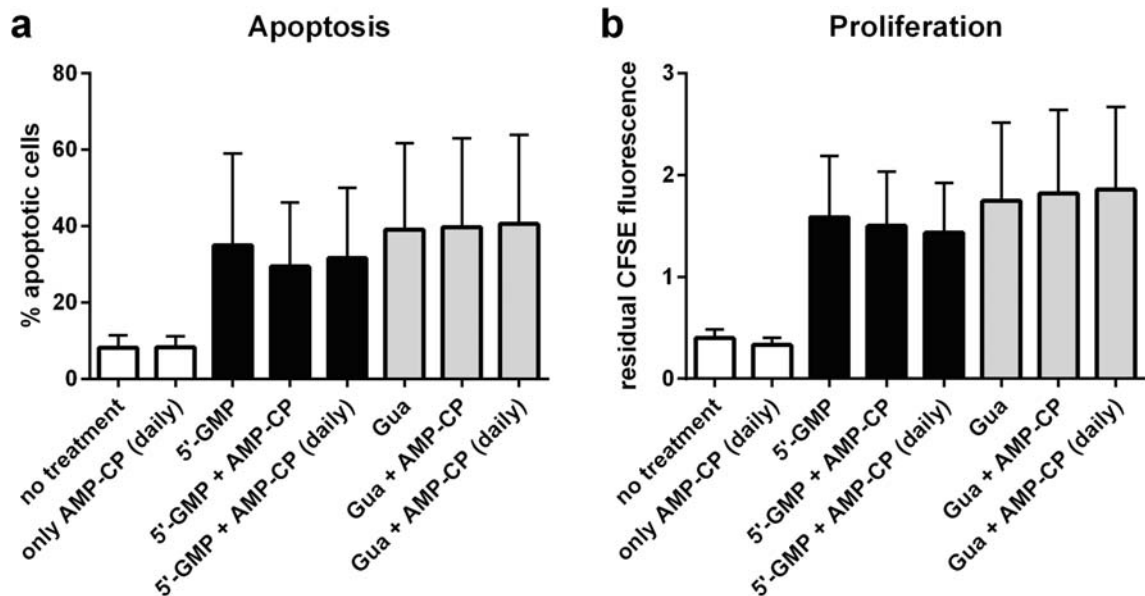 a Apoptosis
% apoptotic cells
80
60
40
20
0
no treatment
only AMP-CP (daily)
5'-GMP
5'-GMP + AMP-CP
5'-GMP + AMP-CP (daily)
Gua
Gua + AMP-CP
Gua + AMP-CP (daily)
b Proliferation
residual CFSE fluorescence
3
2
1
0
no treatment
only AMP-CP (daily)
5'-GMP
5'-GMP + AMP-CP
5'-GMP + AMP-CP (daily)
Gua
Gua + AMP-CP
Gua + AMP-CP (daily)